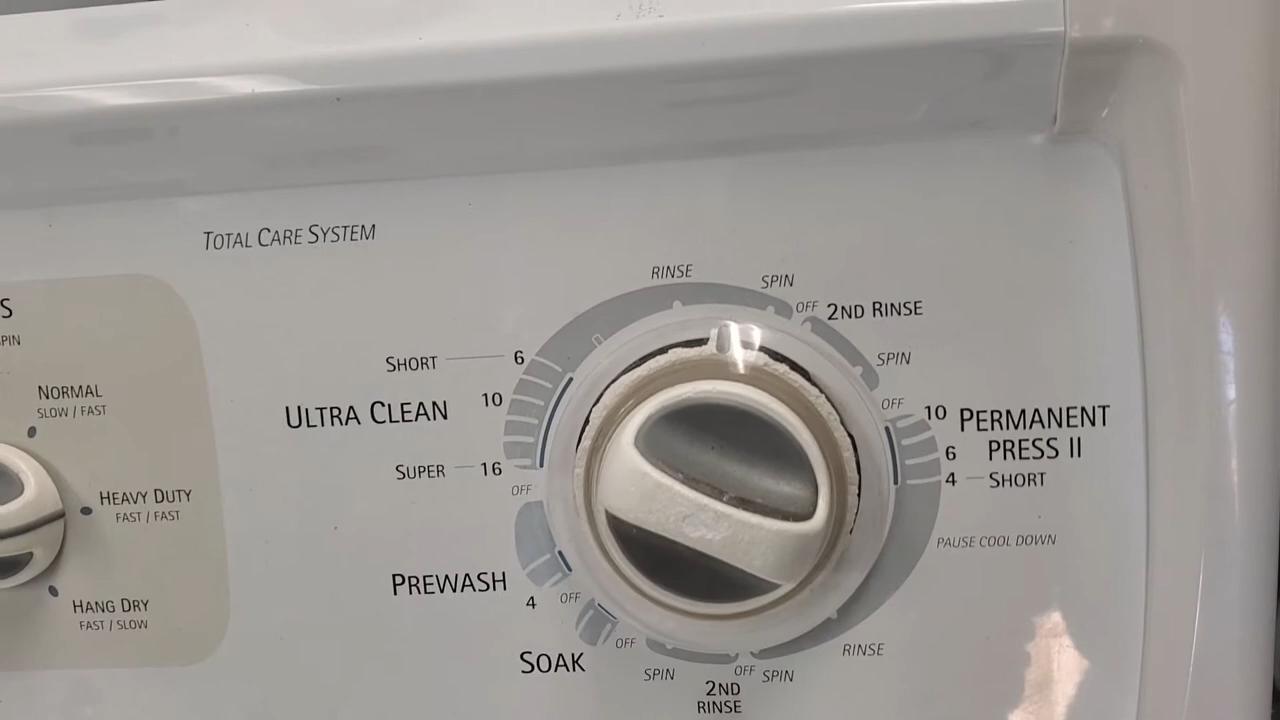 TOTAL CARE SYSTEM
S
PIN
NORMAL
SLOW / FAST
HEAVY DUTY
FAST / FAST
HANG DRY
FAST / SLOW
RINSE
SPIN
OFF
2ND RINSE
SPIN
OFF
10
PERMANENT
PRESS II
6
4
SHORT
PAUSE COOL DOWN
RINSE
SPIN
OFF
2ND
RINSE
SPIN
OFF
SOAK
OFF
4
PREWASH
OFF
SUPER
16
ULTRA CLEAN
10
SHORT
6